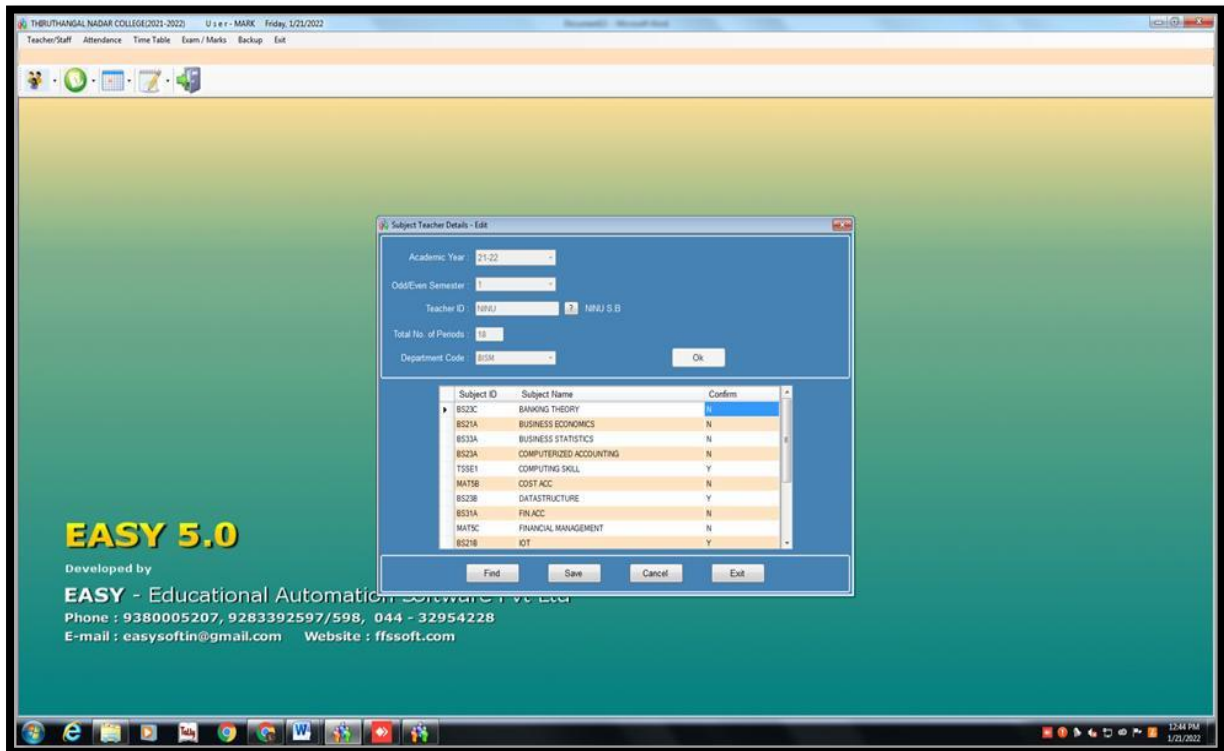 THIRUTHANGAL NADAR COLLEGE(2021-2022) User - MARK Friday, 1/21/2022
Teacher/Staff Attendance Time Table Exam / Marks Backup Exit
Subject Teacher Details - Edit
Academic Year : 21-22
Odd/Even Semester : 1
Teacher ID : NINU ? NINU S.B
Total No. of Periods : 18
Department Code : BISM Ok
Subject ID Subject Name Confirm
BS23C BANKING THEORY N
BS21A BUSINESS ECONOMICS N
BS33A BUSINESS STATISTICS N
BS23A COMPUTERIZED ACCOUNTING N
TSSE1 COMPUTING SKILL Y
MAT5B COST ACC N
BS23B DATASTRUCTURE Y
BS31A FIN.ACC N
MAT5C FINANCIAL MANAGEMENT N
BS21B IOT Y
Find Save Cancel Exit
EASY 5.0
Developed by
EASY - Educational Automation Software Pvt Ltd
Phone : 9380005207, 9283392597/598, 044 - 32954228
E-mail : easysoftin@gmail.com Website : ffssoft.com
Tally
12:44 PM
1/21/2022